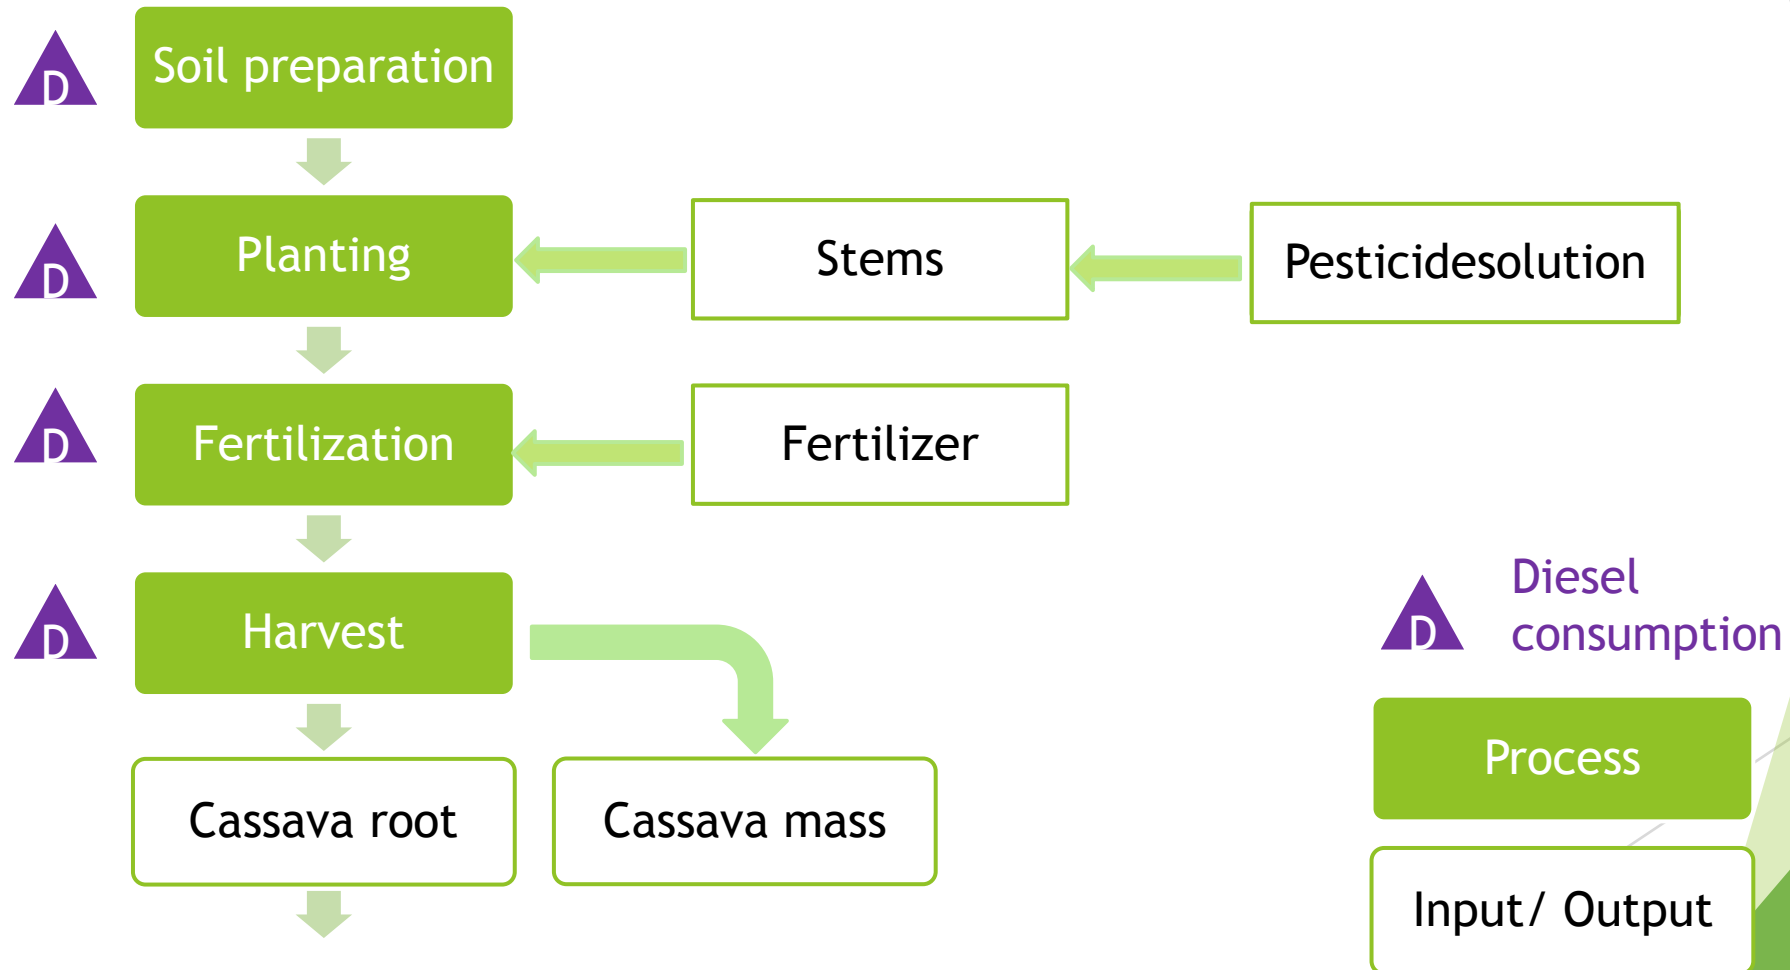 D
Soil preparation
D
Planting
Stems
Pesticidesolution
D
Fertilization
Fertilizer
D
Harvest
Cassava root
Cassava mass
D
Diesel
consumption
Process
Input/ Output